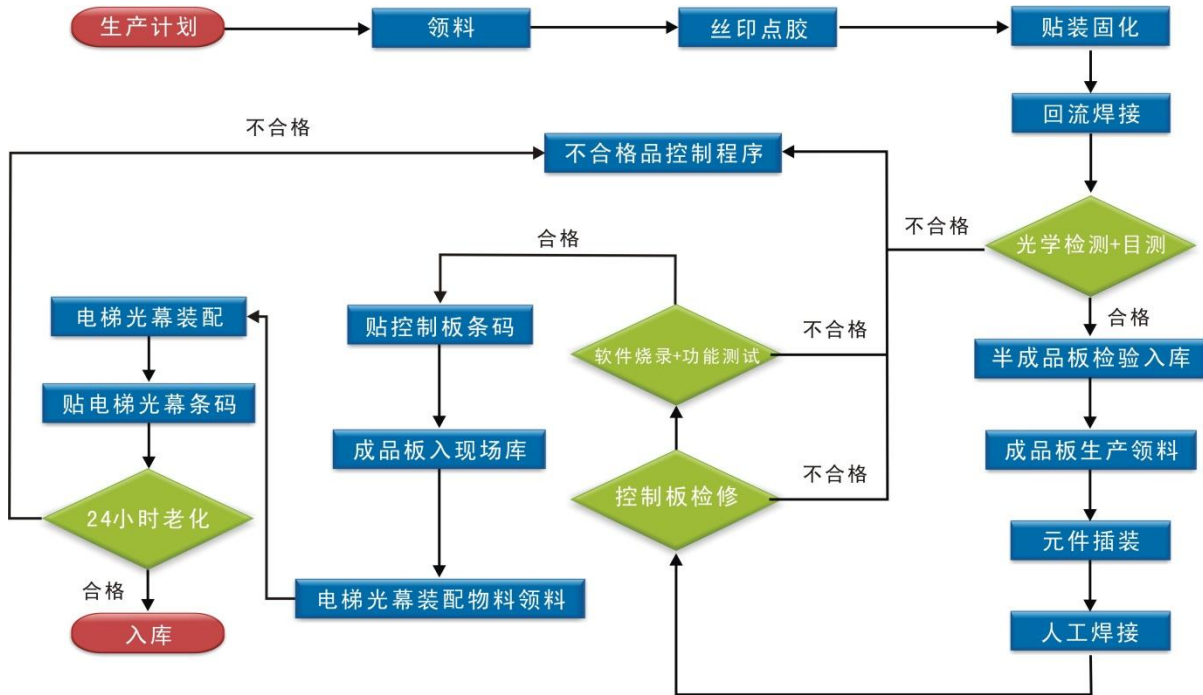 生产计划
领料
丝印点胶
贴装固化
回流焊接
不合格
不合格品控制程序
不合格
光学检测+目测
合格
合格
电梯光幕装配
贴控制板条码
软件烧录+功能测试
不合格
半成品板检验入库
贴电梯光幕条码
成品板入现场库
成品板生产领料
控制板检修
不合格
24小时老化
元件插装
合格
电梯光幕装配物料领料
入库
人工焊接